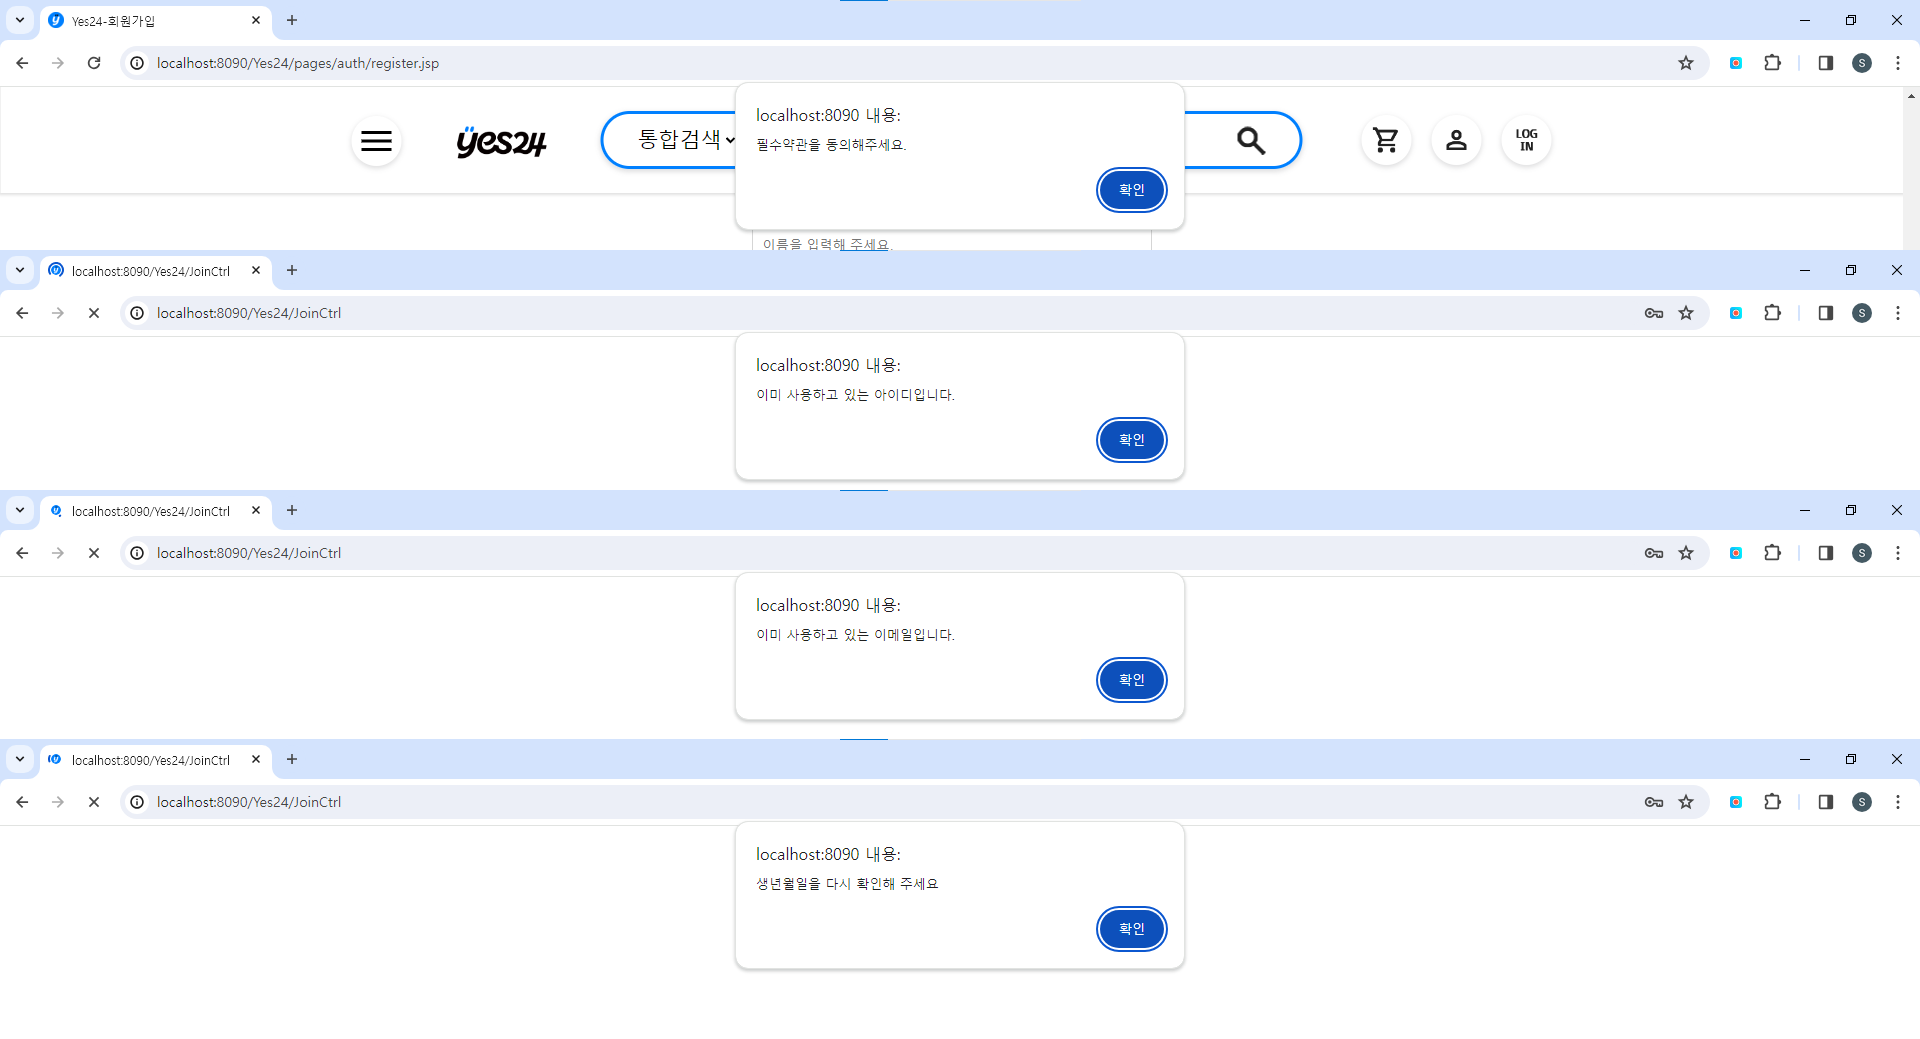 Yes24-회원가입
localhost:8090/Yes24/pages/auth/register.jsp
S
yes24
통합검색
LOG
IN
localhost:8090 내용:
필수약관을 동의해주세요.
확인
이름을 입력해 주세요.
localhost:8090/Yes24/JoinCtrl
localhost:8090/Yes24/JoinCtrl
S
localhost:8090 내용:
이미 사용하고 있는 아이디입니다.
확인
localhost:8090/Yes24/JoinCtrl
localhost:8090/Yes24/JoinCtrl
S
localhost:8090 내용:
이미 사용하고 있는 이메일입니다.
확인
localhost:8090/Yes24/JoinCtrl
localhost:8090/Yes24/JoinCtrl
S
localhost:8090 내용:
생년월일을 다시 확인해 주세요
확인